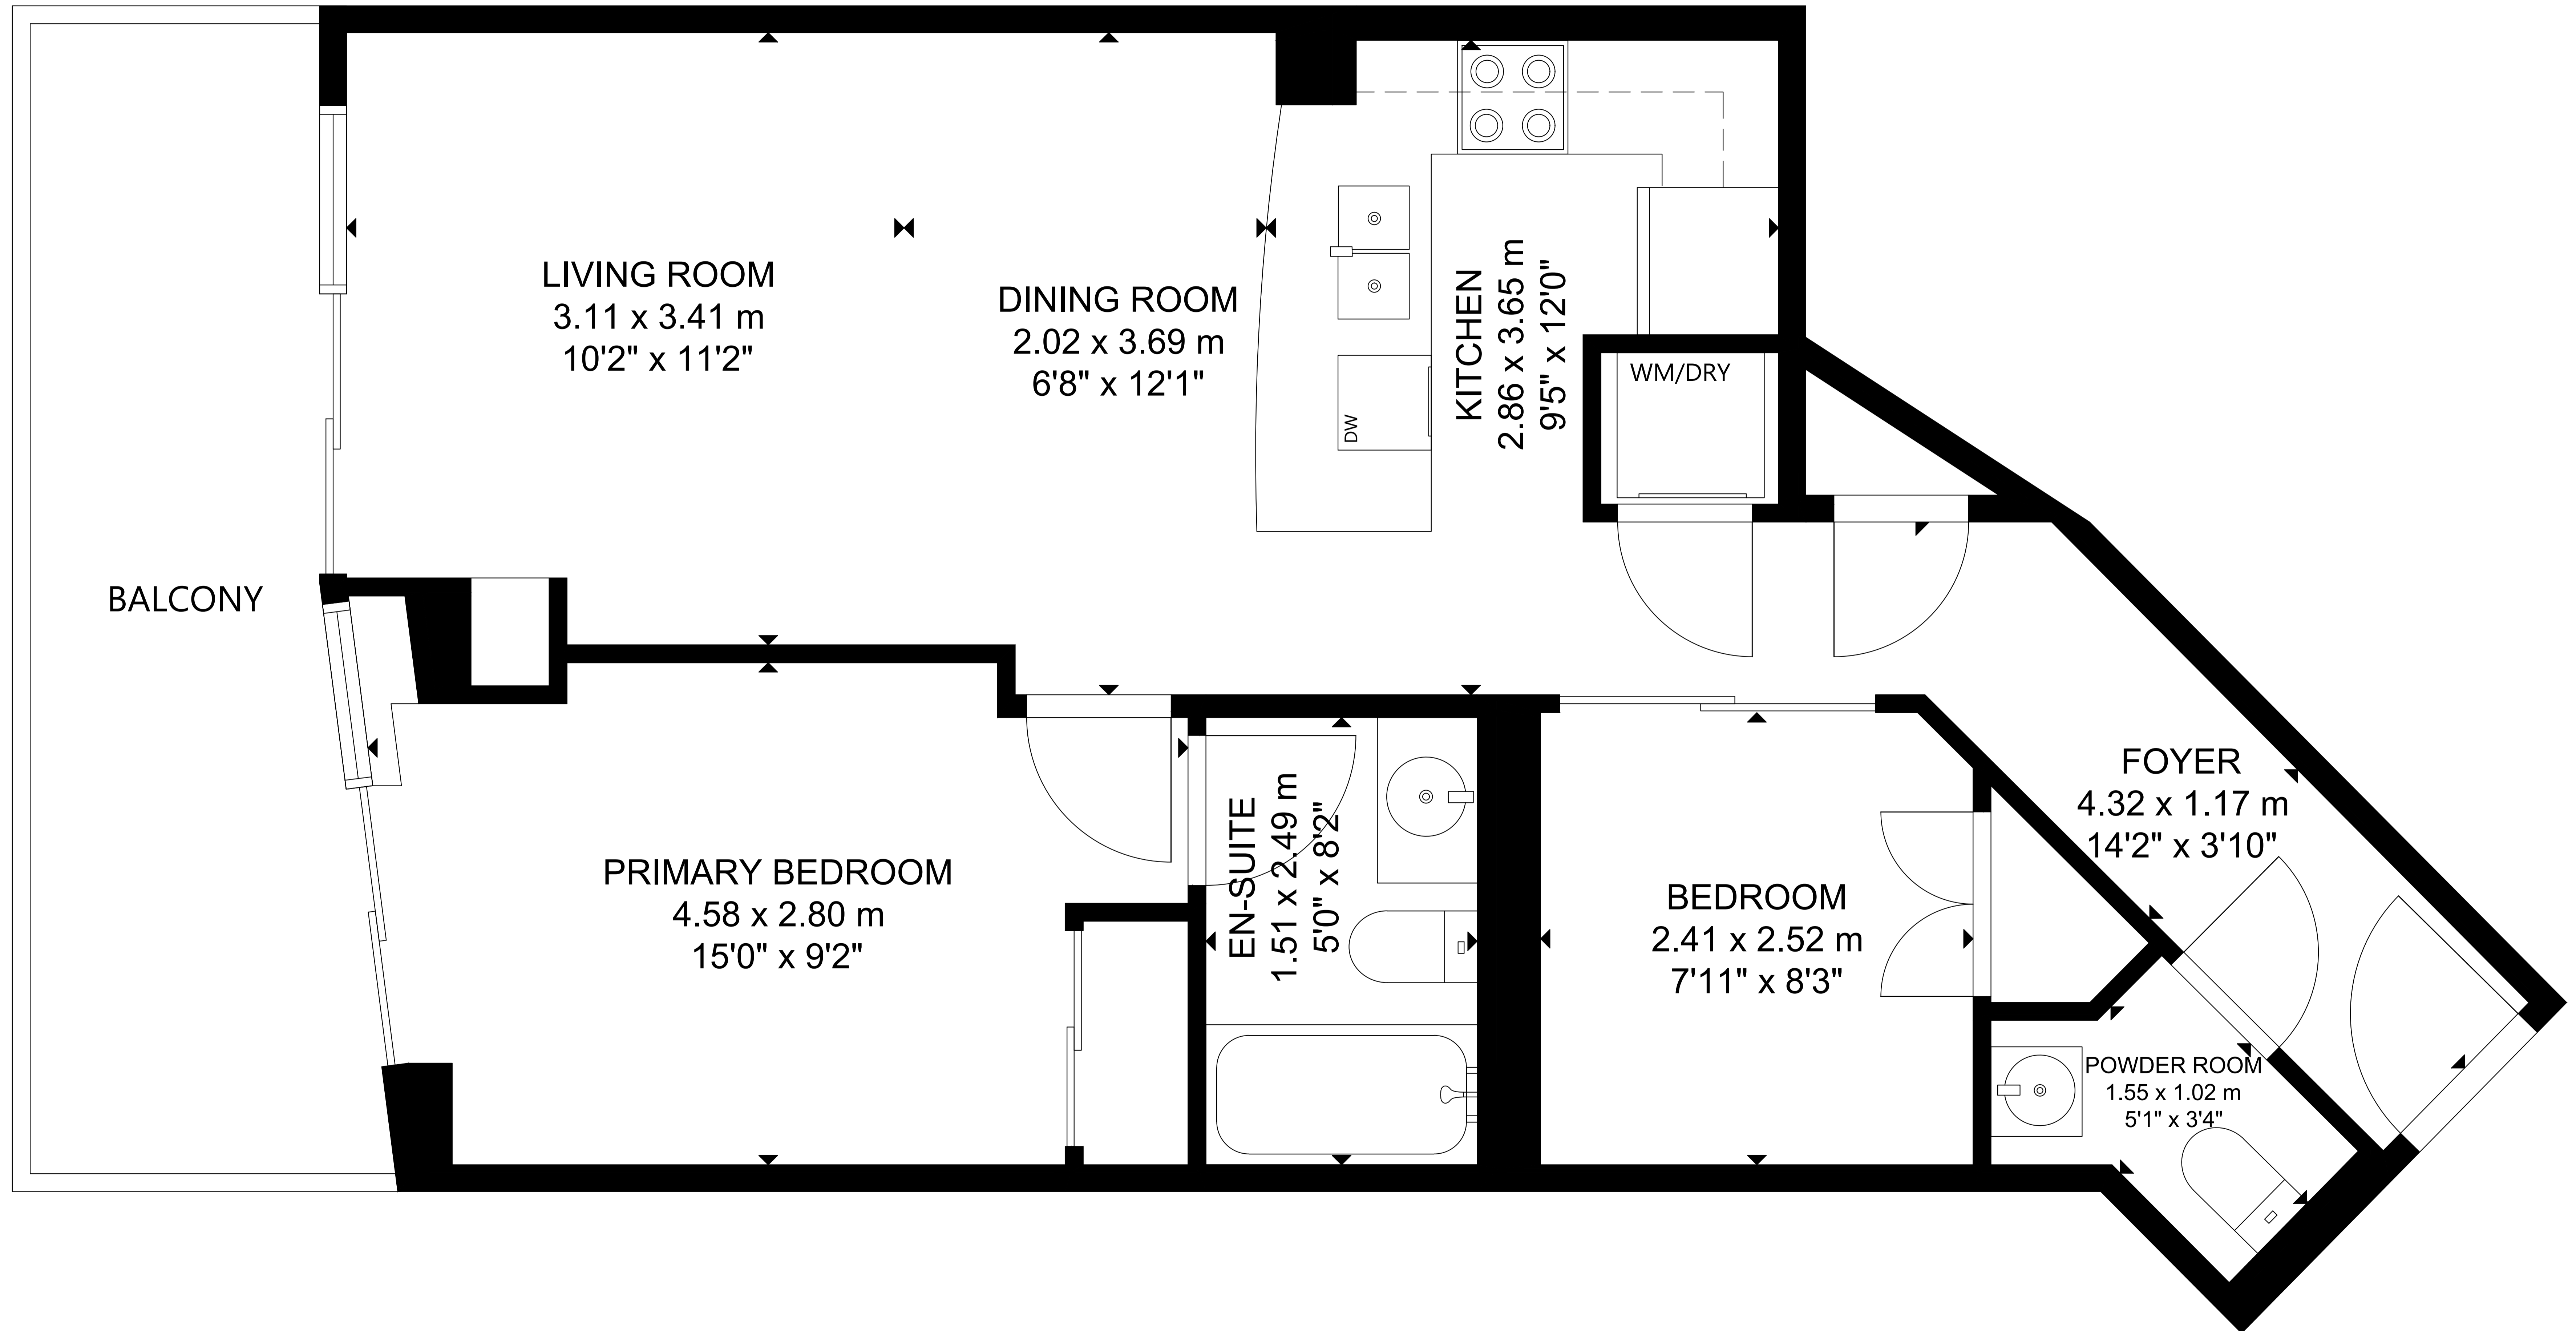 LIVING ROOM
3.11 x 3.41 m
10'2" x 11'2"
DINING ROOM
2.02 x 3.69 m
6'8" x 12'1"
KITCHEN
2.86 x 3.65 m
9'5" x 12'0"
DW
WM/DRY
BALCONY
PRIMARY BEDROOM
4.58 x 2.80 m
15'0" x 9'2"
EN-SUITE
1.51 x 2.49 m
5'0" x 8'2"
BEDROOM
2.41 x 2.52 m
7'11" x 8'3"
FOYER
4.32 x 1.17 m
14'2" x 3'10"
POWDER ROOM
1.55 x 1.02 m
5'1" x 3'4"